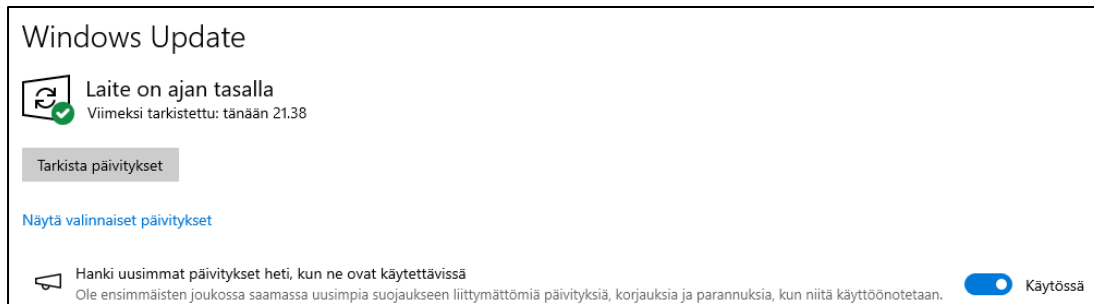 Windows Update
Laite on ajan tasalla
Viimeksi tarkistettu: tänään 21.38
Tarkista päivitykset
Näytä valinnaiset päivitykset
Hanki uusimmat päivitykset heti, kun ne ovat käytettävissä
Ole ensimmäisten joukossa saamassa uusimpia suojaukseen liittymättömiä päivityksiä, korjauksia ja parannuksia, kun niitä käyttöönotetaan.
Käytössä